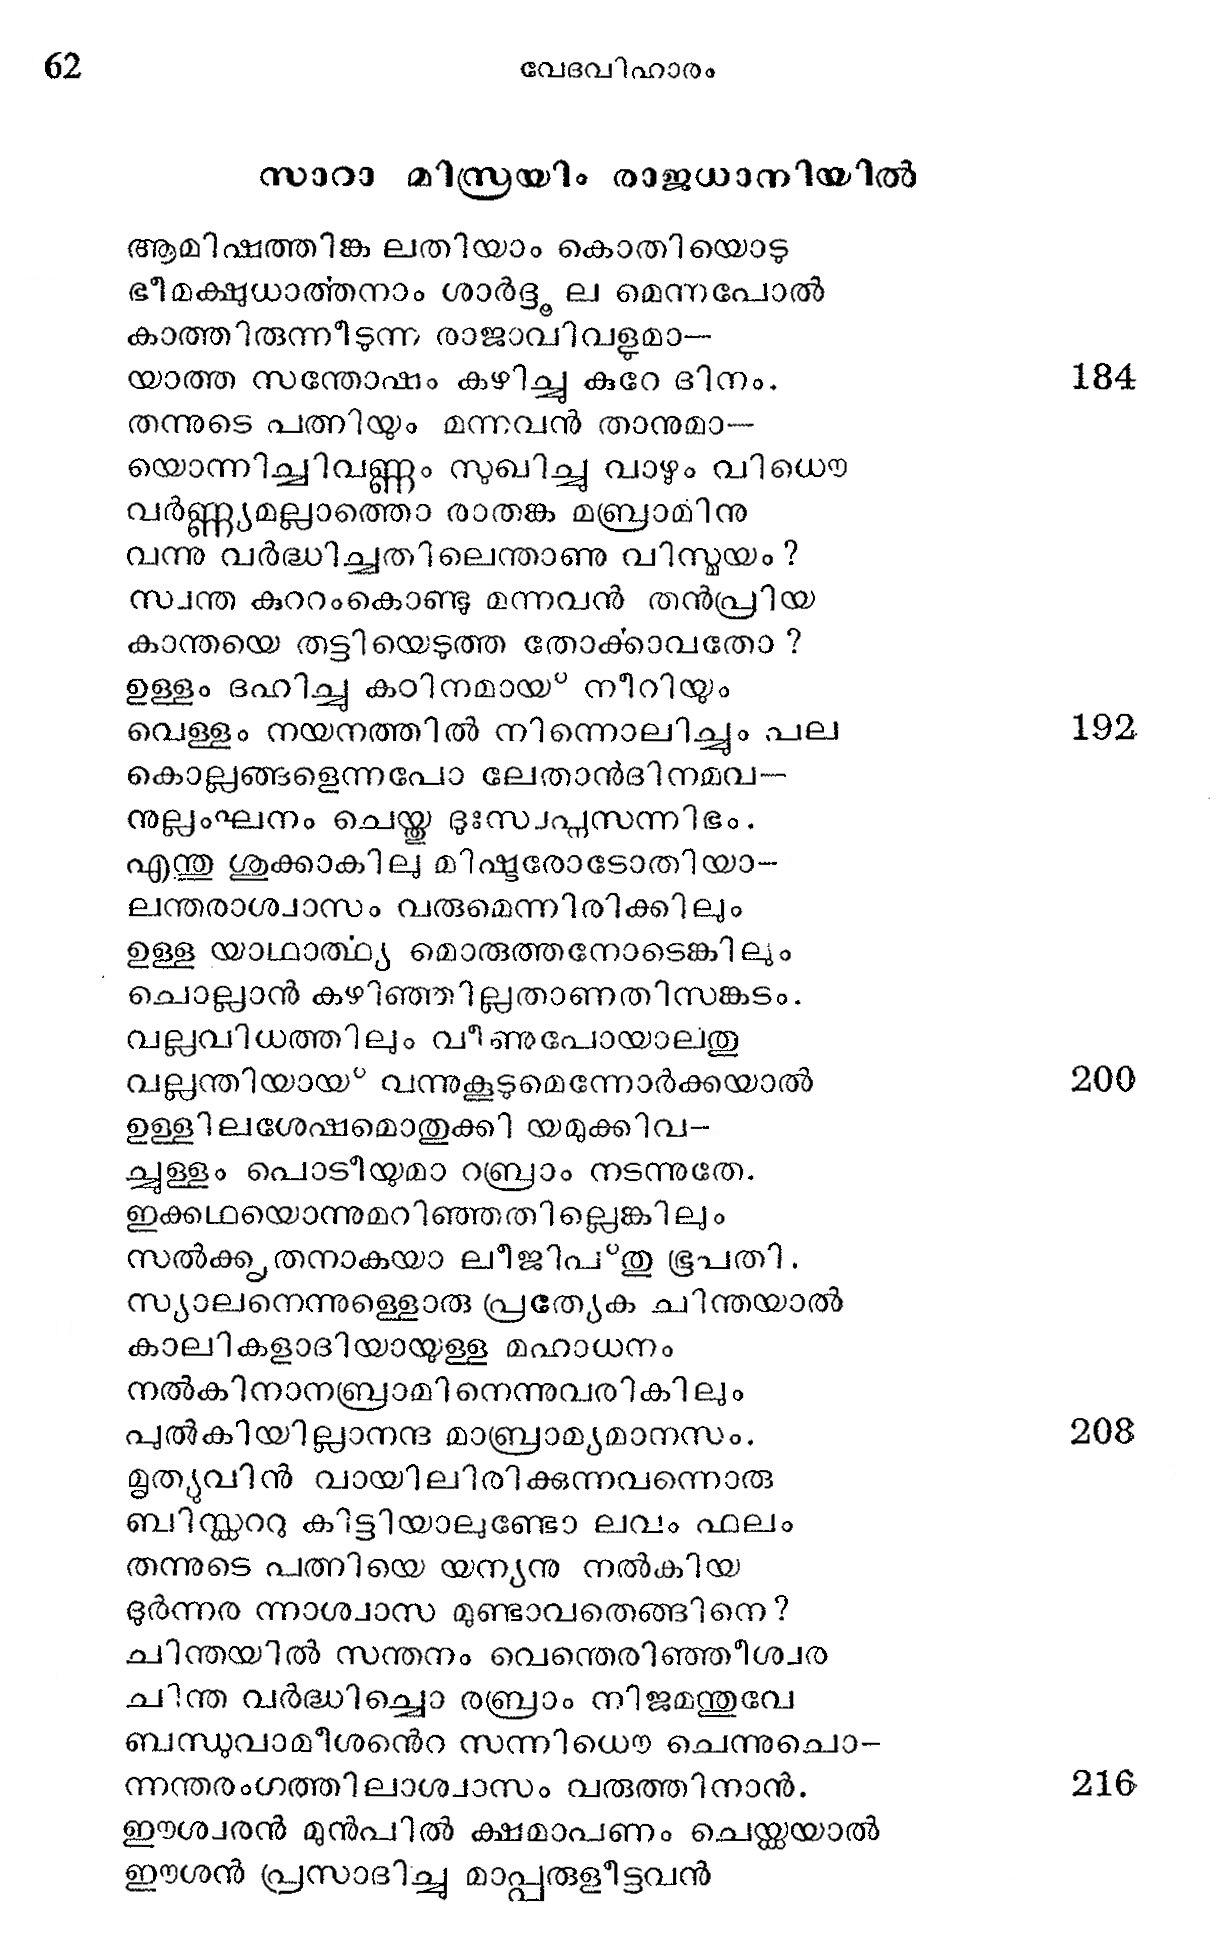 62 വേദവിഹാരം
സാറാ മിസ്രയിം രാജധാനിയിൽ
ആമിഷത്തിങ്ക ലതിയാം കൊതിയൊടു
ഭീമക്ഷുധാർത്തനാം ശാർദ്ദൂ ല മെന്നപോൽ
കാത്തിരുന്നീടുന്ന രാജാവിവളുമാ—
യാത്ത സന്തോഷം കഴിച്ചു കുറേ ദിനം. 184
തന്നുടെ പത്നിയും മന്നവൻ താനുമാ—
യൊന്നിച്ചിവണ്ണം സുഖിച്ചു വാഴും വിധൌ
വർണ്ണ്യമല്ലാത്തൊ രാതങ്ക മബ്രാമിനു
വന്നു വർദ്ധിച്ചതിലെന്താണു വിസ്മയം?
സ്വന്ത കുററംകൊണ്ടു മന്നവൻ തൻപ്രിയ
കാന്തയെ തട്ടിയെടുത്ത തോർക്കാവതോ?
ഉള്ളം ദഹിച്ചു കഠിനമായ് നീറിയും
വെള്ളം നയനത്തിൽ നിന്നൊലിച്ചും പല 192
കൊല്ലങ്ങളെന്നപോ ലേതാൻദിനമവ—
നുല്ലംഘനം ചെയ്തു ദുഃസ്വപ്നസന്നിഭം.
എന്തു ശുക്കാകിലു മിഷ്ടരോടോതിയാ—
ലന്തരാശ്വാസം വരുമെന്നിരിക്കിലും
ഉള്ള യാഥാർത്ഥ്യ മൊരുത്തനോടെങ്കിലും
ചൊല്ലാൻ കഴിഞ്ഞില്ലതാണതിസങ്കടം.
വല്ലവിധത്തിലും വീണുപോയാലതു
വല്ലന്തിയായ് വന്നുകൂടുമെന്നോർക്കയാൽ 200
ഉള്ളിലശേഷമൊതുക്കി യമുക്കിവ—
ച്ചുള്ളം പൊടീയുമാ റബ്രാം നടന്നുതേ.
ഇക്കഥയൊന്നുമറിഞ്ഞതില്ലെങ്കിലും
സൽക്കൃതനാകയാ ലീജിപ്തു ഭൂപതി.
സ്യാലനെന്നുള്ളൊരു പ്രത്യേക ചിന്തയാൽ
കാലികളാദിയായുള്ള മഹാധനം
നൽകിനാനബ്രാമിനെന്നുവരികിലും
പുൽകിയില്ലാനന്ദ മാബ്രാമ്യമാനസം. 208
മൃത്യുവിൻ വായിലിരിക്കുന്നവന്നൊരു
ബിസ്ക്കററു കിട്ടിയാലുണ്ടോ ലവം ഫലം
തന്നുടെ പത്നിയെ യന്യനു നൽകിയ
ദുർന്നര ന്നാശ്വാസ മുണ്ടാവതെങ്ങിനെ?
ചിന്തയിൽ സന്തനം വെന്തെരിഞ്ഞീശ്വര
ചിന്ത വർദ്ധിച്ചൊ രബ്രാം നിജമന്തുവേ
ബന്ധുവാമീശൻെറ സന്നിധൌ ചെന്നുചൊ—
ന്നന്തരംഗത്തിലാശ്വാസം വരുത്തിനാൻ. 216
ഈശ്വരൻ മുൻപിൽ ക്ഷമാപണം ചെയ്കയാൽ
ഈശൻ പ്രസാദിച്ചു മാപ്പരുളീട്ടവൻ